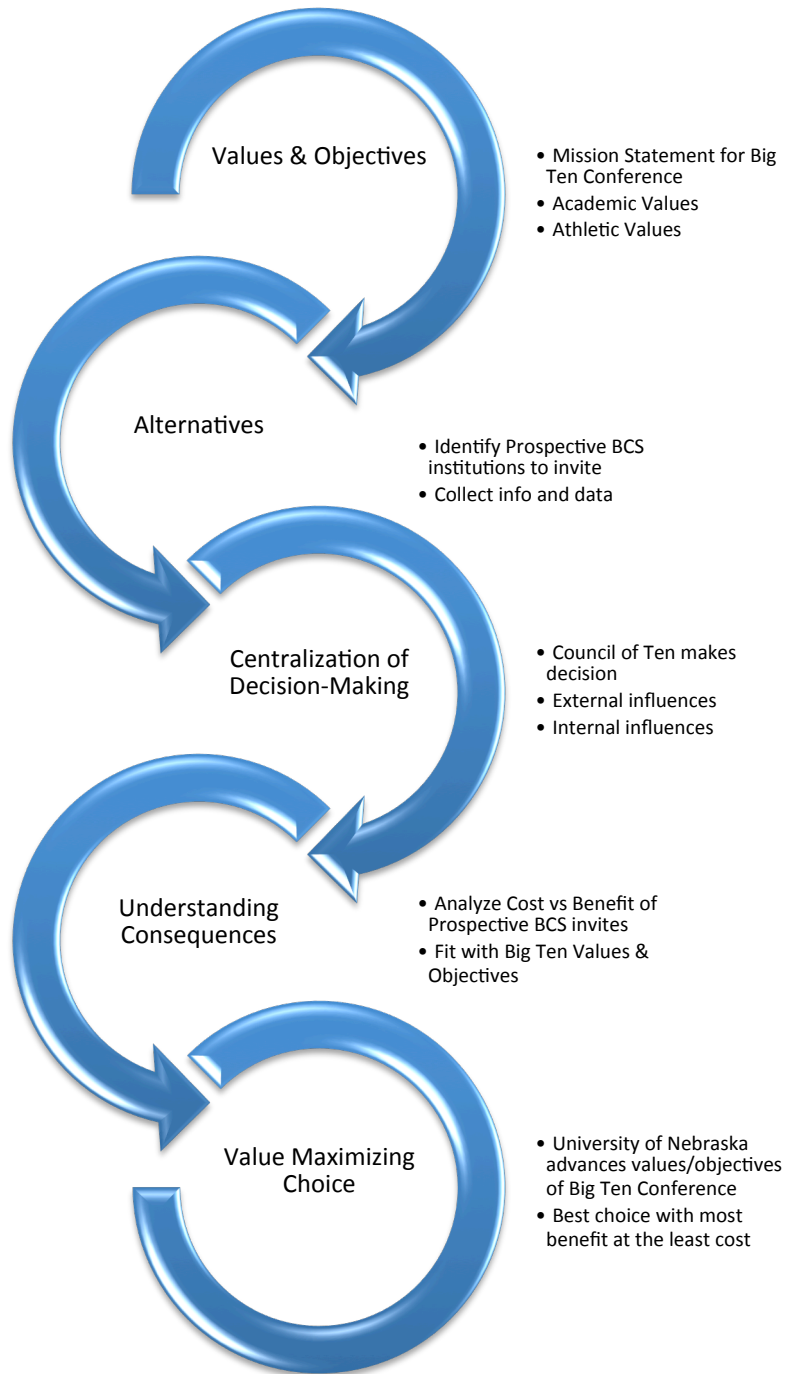 Values & Objectives
• Mission Statement for Big
Ten Conference
• Academic Values
• Athletic Values
Alternatives
• Identify Prospective BCS
institutions to invite
• Collect info and data
Centralization of
Decision-Making
• Council of Ten makes
decision
• External influences
• Internal influences
Understanding
Consequences
• Analyze Cost vs Benefit of
Prospective BCS invites
• Fit with Big Ten Values &
Objectives
Value Maximizing
Choice
• University of Nebraska
advances values/objectives
of Big Ten Conference
• Best choice with most
benefit at the least cost